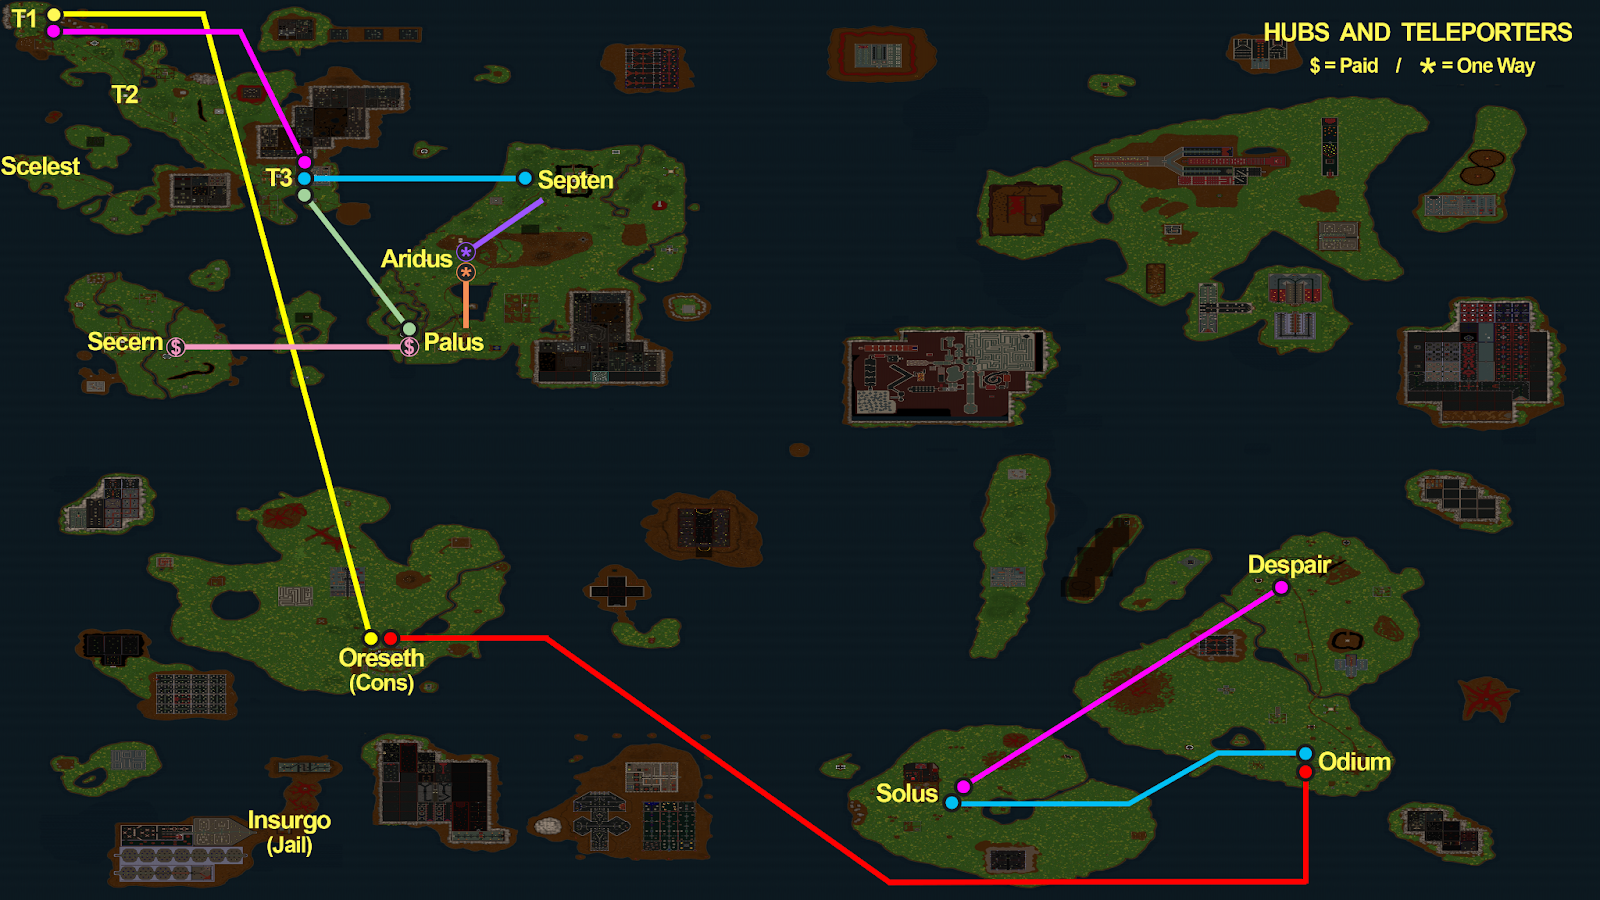 T1
HUBS AND TELEPORTERS
$ = Paid / * = One Way
T2
Scelest
T3
Septen
Aridus
*
*
Secern
$
$
Palus
Despair
Oreseth
(Cons)
Odium
Solus
Insurgo
(Jail)